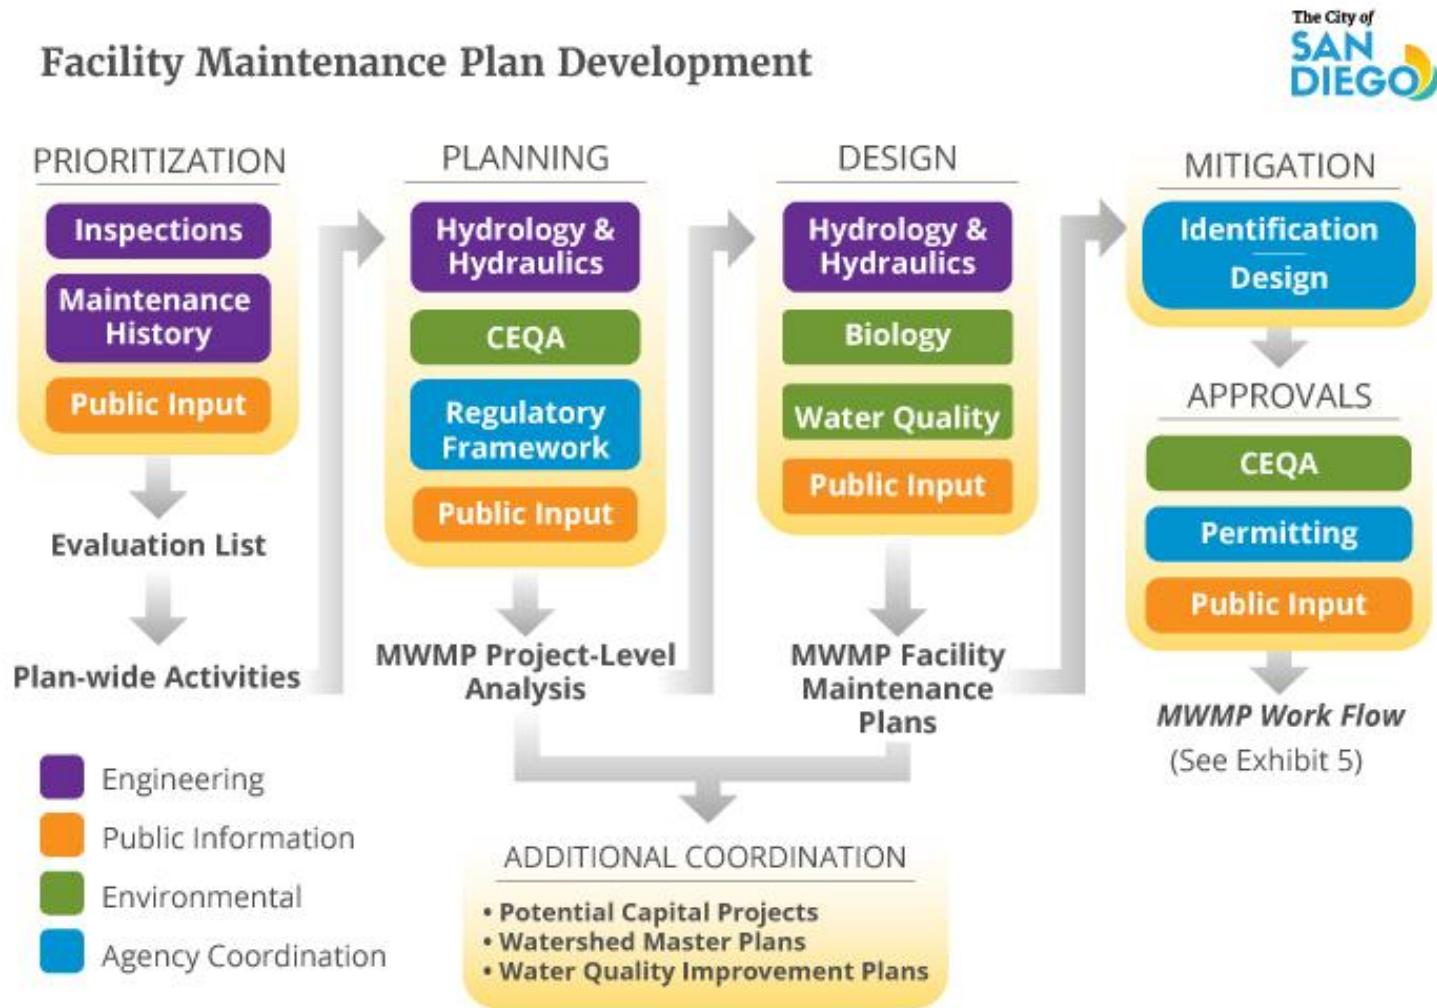 The City of
SAN
DIEGO
Facility Maintenance Plan Development
PRIORITIZATION
Inspections
Maintenance
History
Public Input
Evaluation List
Plan-wide Activities
PLANNING
Hydrology &
Hydraulics
CEQA
Regulatory
Framework
Public Input
MWMP Project-Level
Analysis
DESIGN
Hydrology &
Hydraulics
Biology
Water Quality
Public Input
MWMP Facility
Maintenance
Plans
MITIGATION
Identification
Design
APPROVALS
CEQA
Permitting
Public Input
MWMP Work Flow
(See Exhibit 5)
Engineering
Public Information
Environmental
Agency Coordination
ADDITIONAL COORDINATION
• Potential Capital Projects
• Watershed Master Plans
• Water Quality Improvement Plans